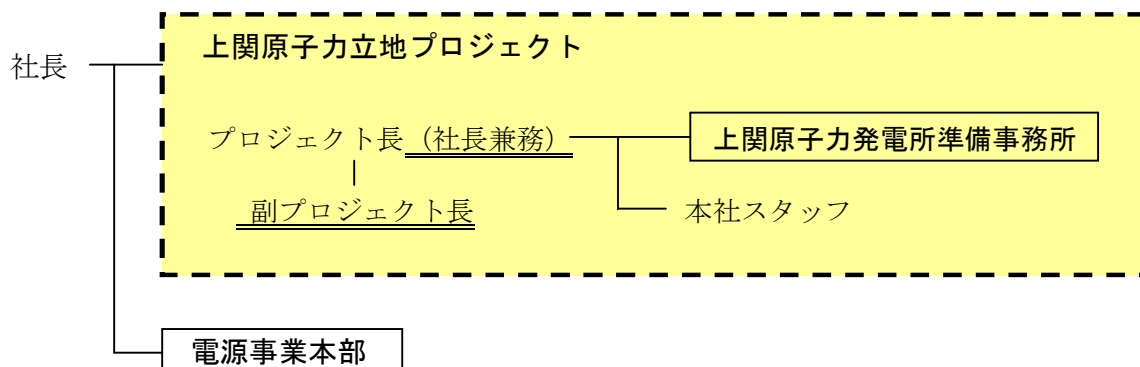 上関原子力立地プロジェクト
社長
プロジェクト長（社長兼務）
上関原子力発電所準備事務所
副プロジェクト長
本社スタッフ
電源事業本部